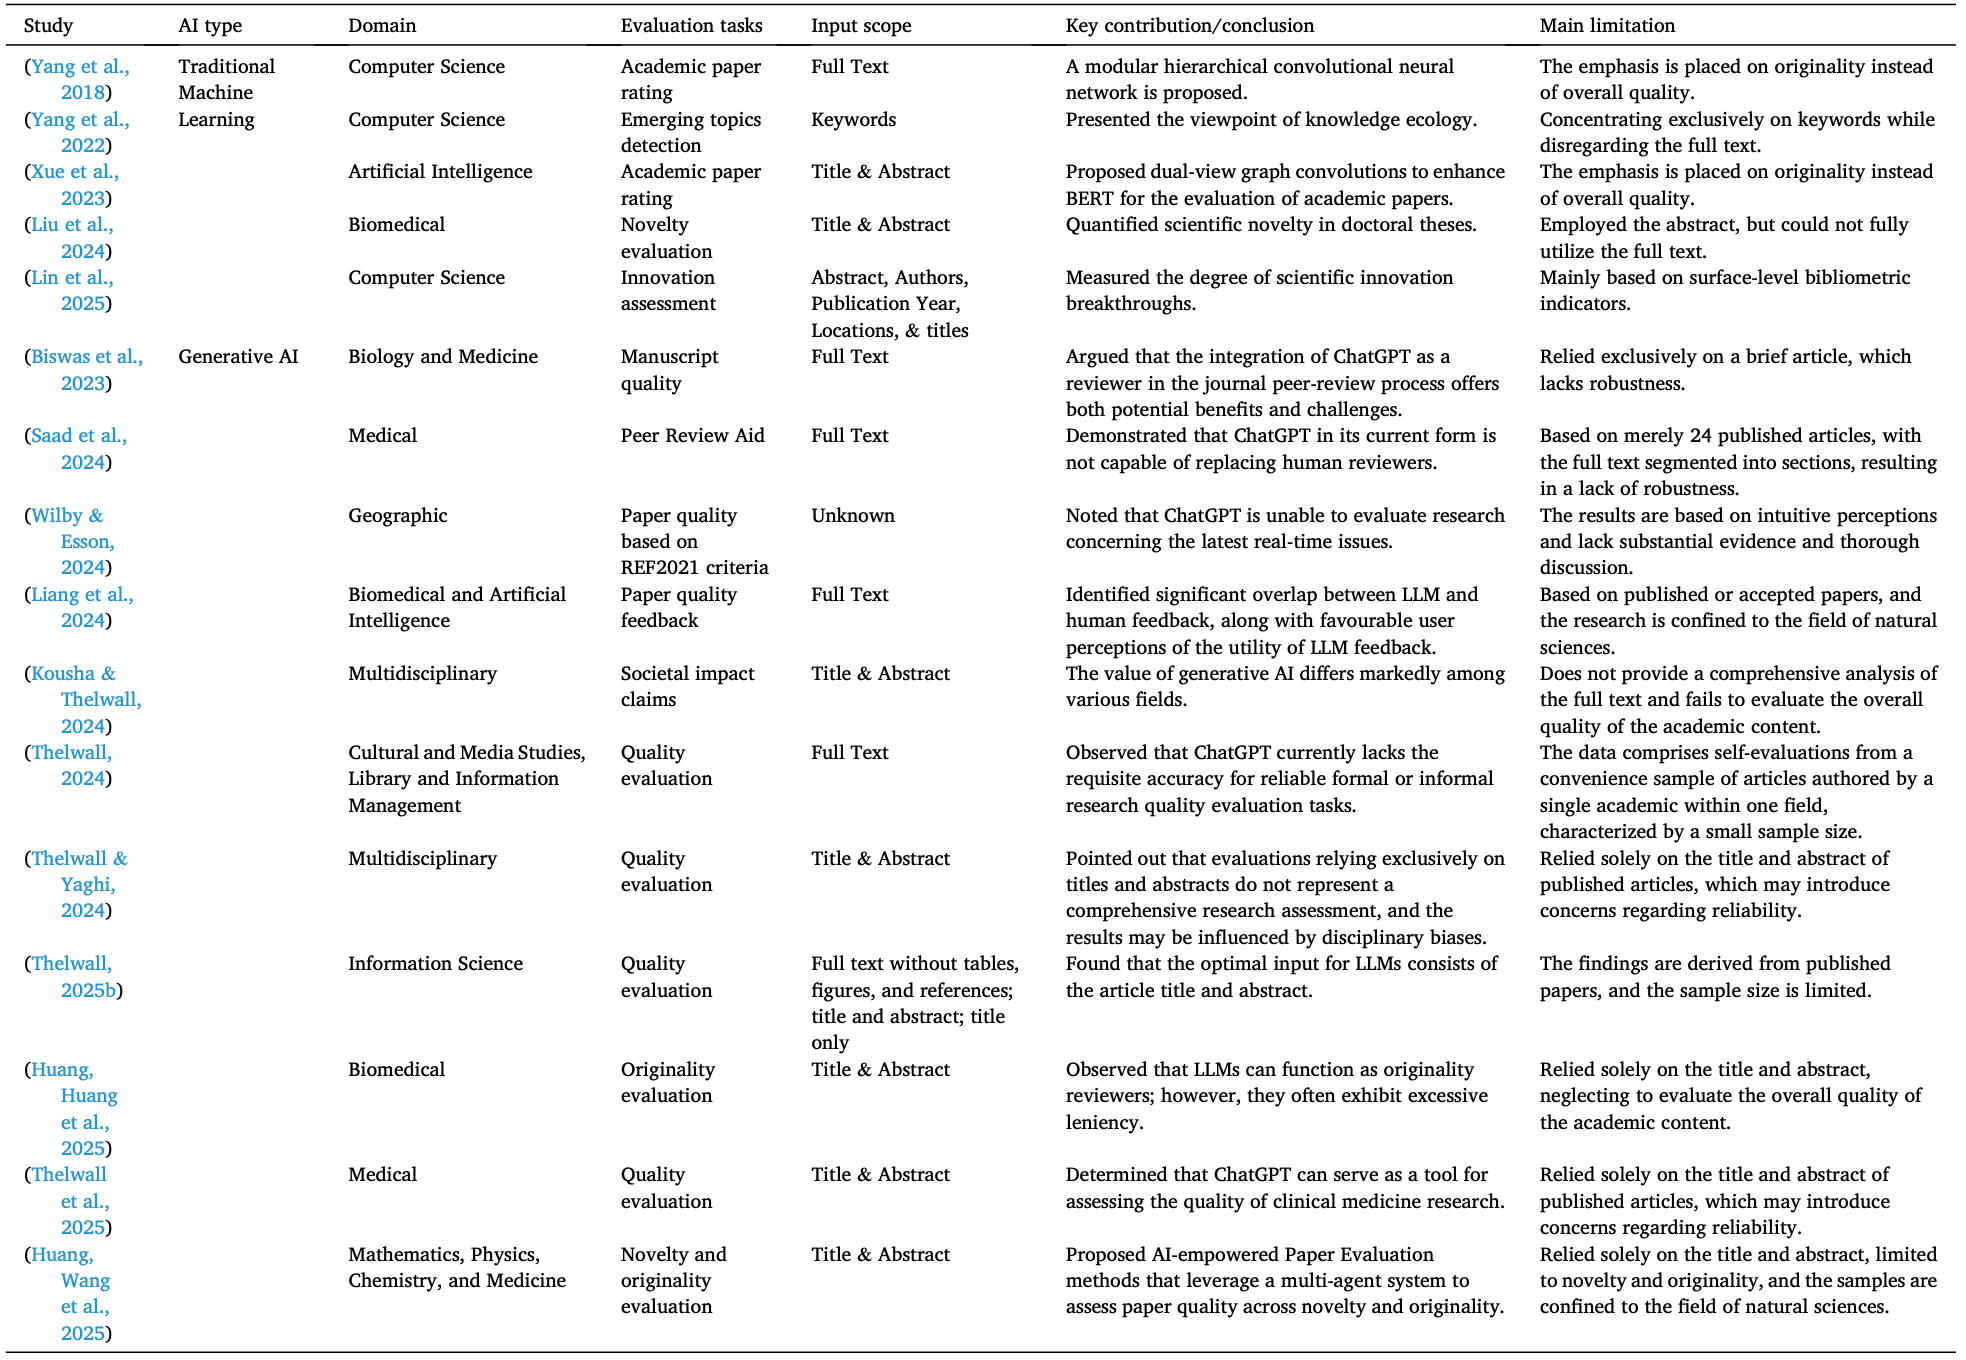 Study AI type Domain Evaluation tasks Input scope Key contribution/conclusion Main limitation
(Yang et al., Traditional Computer Science Academic paper Full Text A modular hierarchical convolutional neural The emphasis is placed on originality instead
2018) Machine rating network is proposed. of overall quality.
(Yang et al., Learning Computer Science Emerging topics Keywords Presented the viewpoint of knowledge ecology. Concentrating exclusively on keywords while
2022) detection disregarding the full text.
(Xue et al., Artificial Intelligence Academic paper Title & Abstract Proposed dual-view graph convolutions to enhance The emphasis is placed on originality instead
2023) rating BERT for the evaluation of academic papers. of overall quality.
(Liu et al., Biomedical Novelty Title & Abstract Quantified scientific novelty in doctoral theses. Employed the abstract, but could not fully
2024) evaluation utilize the full text.
(Lin et al., Computer Science Innovation Abstract, Authors, Measured the degree of scientific innovation Mainly based on surface-level bibliometric
2025) assessment Publication Year, breakthroughs. indicators.
Locations, & titles
(Biswas et al., Generative AI Biology and Medicine Manuscript Full Text Argued that the integration of ChatGPT as a Relied exclusively on a brief article, which
2023) quality reviewer in the journal peer-review process offers lacks robustness.
both potential benefits and challenges.
(Saad et al., Medical Peer Review Aid Full Text Demonstrated that ChatGPT in its current form is Based on merely 24 published articles, with
2024) not capable of replacing human reviewers. the full text segmented into sections, resulting
in a lack of robustness.
(Wilby & Geographic Paper quality Unknown Noted that ChatGPT is unable to evaluate research The results are based on intuitive perceptions
Esson, based on concerning the latest real-time issues. and lack substantial evidence and thorough
2024) REF2021 criteria discussion.
(Liang et al., Biomedical and Artificial Paper quality Full Text Identified significant overlap between LLM and Based on published or accepted papers, and
2024) Intelligence feedback human feedback, along with favourable user the research is confined to the field of natural
perceptions of the utility of LLM feedback. sciences.
(Kousha & Multidisciplinary Societal impact Title & Abstract The value of generative AI differs markedly among Does not provide a comprehensive analysis of
Thelwall, claims various fields. the full text and fails to evaluate the overall
2024) quality of the academic content.
(Thelwall, Cultural and Media Studies, Quality Full Text Observed that ChatGPT currently lacks the The data comprises self-evaluations from a
2024) Library and Information evaluation requisite accuracy for reliable formal or informal convenience sample of articles authored by a
Management research quality evaluation tasks. single academic within one field,
characterized by a small sample size.
(Thelwall & Multidisciplinary Quality Title & Abstract Pointed out that evaluations relying exclusively on Relied solely on the title and abstract of
Yaghi, evaluation titles and abstracts do not represent a published articles, which may introduce
2024) comprehensive research assessment, and the concerns regarding reliability.
results may be influenced by disciplinary biases.
(Thelwall, Information Science Quality Full text without tables, Found that the optimal input for LLMs consists of The findings are derived from published
2025b) evaluation figures, and references; the article title and abstract. papers, and the sample size is limited.
title and abstract; title
only
(Huang, Biomedical Originality Title & Abstract Observed that LLMs can function as originality Relied solely on the title and abstract,
Huang evaluation reviewers; however, they often exhibit excessive neglecting to evaluate the overall quality of
et al., leniency. the academic content.
2025)
(Thelwall Medical Quality Title & Abstract Determined that ChatGPT can serve as a tool for Relied solely on the title and abstract of
et al., evaluation assessing the quality of clinical medicine research. published articles, which may introduce
2025) concerns regarding reliability.
(Huang, Mathematics, Physics, Novelty and Title & Abstract Proposed AI-empowered Paper Evaluation Relied solely on the title and abstract, limited
Wang Chemistry, and Medicine originality methods that leverage a multi-agent system to to novelty and originality, and the samples are
et al., evaluation assess paper quality across novelty and originality. confined to the field of natural sciences.
2025)